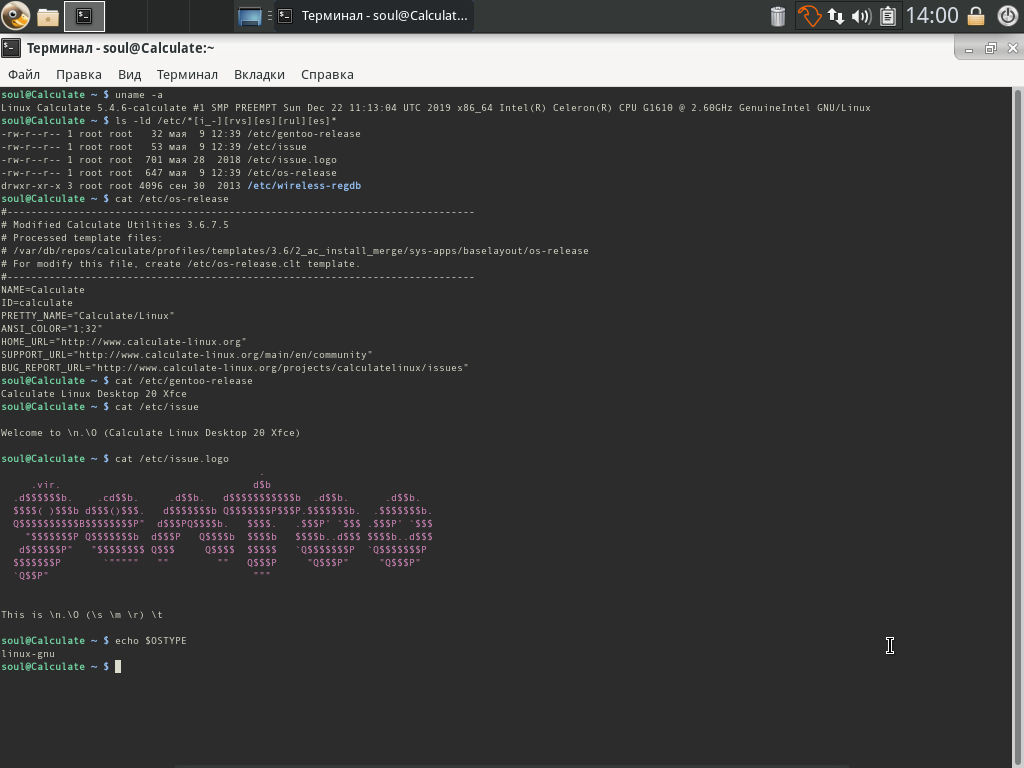 Терминал - soul@Calculat...
14:00
Терминал - soul@Calculate:~
Файл Правка Вид Терминал Вкладки Справка
soul@Calculate ~ $ uname -a
Linux Calculate 5.4.6-calculate #1 SMP PREEMPT Sun Dec 22 11:13:04 UTC 2019 x86_64 Intel(R) Celeron(R) CPU G1610 @ 2.60GHz GenuineIntel GNU/Linux
soul@Calculate ~ $ ls -ld /etc/*[i_-][rvs][es][rul][es]*
-rw-r--r-- 1 root root   32 мая  9 12:39 /etc/gentoo-release
-rw-r--r-- 1 root root   53 мая  9 12:39 /etc/issue
-rw-r--r-- 1 root root  701 мая 28  2018 /etc/issue.logo
-rw-r--r-- 1 root root  647 мая  9 12:39 /etc/os-release
drwxr-xr-x 3 root root 4096 сен 30  2013 /etc/wireless-regdb
soul@Calculate ~ $ cat /etc/os-release
#------------------------------------------------------------------------------
# Modified Calculate Utilities 3.6.7.5
# Processed template files:
# /var/db/repos/calculate/profiles/templates/3.6/2_ac_install_merge/sys-apps/baselayout/os-release
# For modify this file, create /etc/os-release.clt template.
#------------------------------------------------------------------------------
NAME=Calculate
ID=calculate
PRETTY_NAME="Calculate/Linux"
ANSI_COLOR="1;32"
HOME_URL="http://www.calculate-linux.org"
SUPPORT_URL="http://www.calculate-linux.org/main/en/community"
BUG_REPORT_URL="http://www.calculate-linux.org/projects/calculatelinux/issues"
soul@Calculate ~ $ cat /etc/gentoo-release
Calculate Linux Desktop 20 Xfce
soul@Calculate ~ $ cat /etc/issue
Welcome to \n.\O (Calculate Linux Desktop 20 Xfce)
soul@Calculate ~ $ cat /etc/issue.logo
                                           .
     .vir.                                d$b
  .d$$$$$$b.    .cd$$b.     .d$$b.   d$$$$$$$$$$$b  .d$$b.      .d$$b.
  $$$$( )$$$b d$$$()$$$.   d$$$$$$$b Q$$$$$$$P$$$P.$$$$$$$b.  .$$$$$$$b.
  Q$$$$$$$$$$B$$$$$$$$P"  d$$$PQ$$$$b.   $$$$.   .$$$P' `$$$ .$$$P' `$$$
    "$$$$$$$P Q$$$$$$$b  d$$$P   Q$$$$b  $$$$b   $$$$b..d$$$ $$$$b..d$$$
   d$$$$$$P"   "$$$$$$$$ Q$$$     Q$$$$  $$$$$   `Q$$$$$$$P  `Q$$$$$$$P
  $$$$$$$P       `"""""   ""        ""   Q$$$P     "Q$$$P"     "Q$$$P"
  `Q$$P"                                  """
This is \n.\O (\s \m \r) \t
soul@Calculate ~ $ echo $OSTYPE
linux-gnu
soul@Calculate ~ $